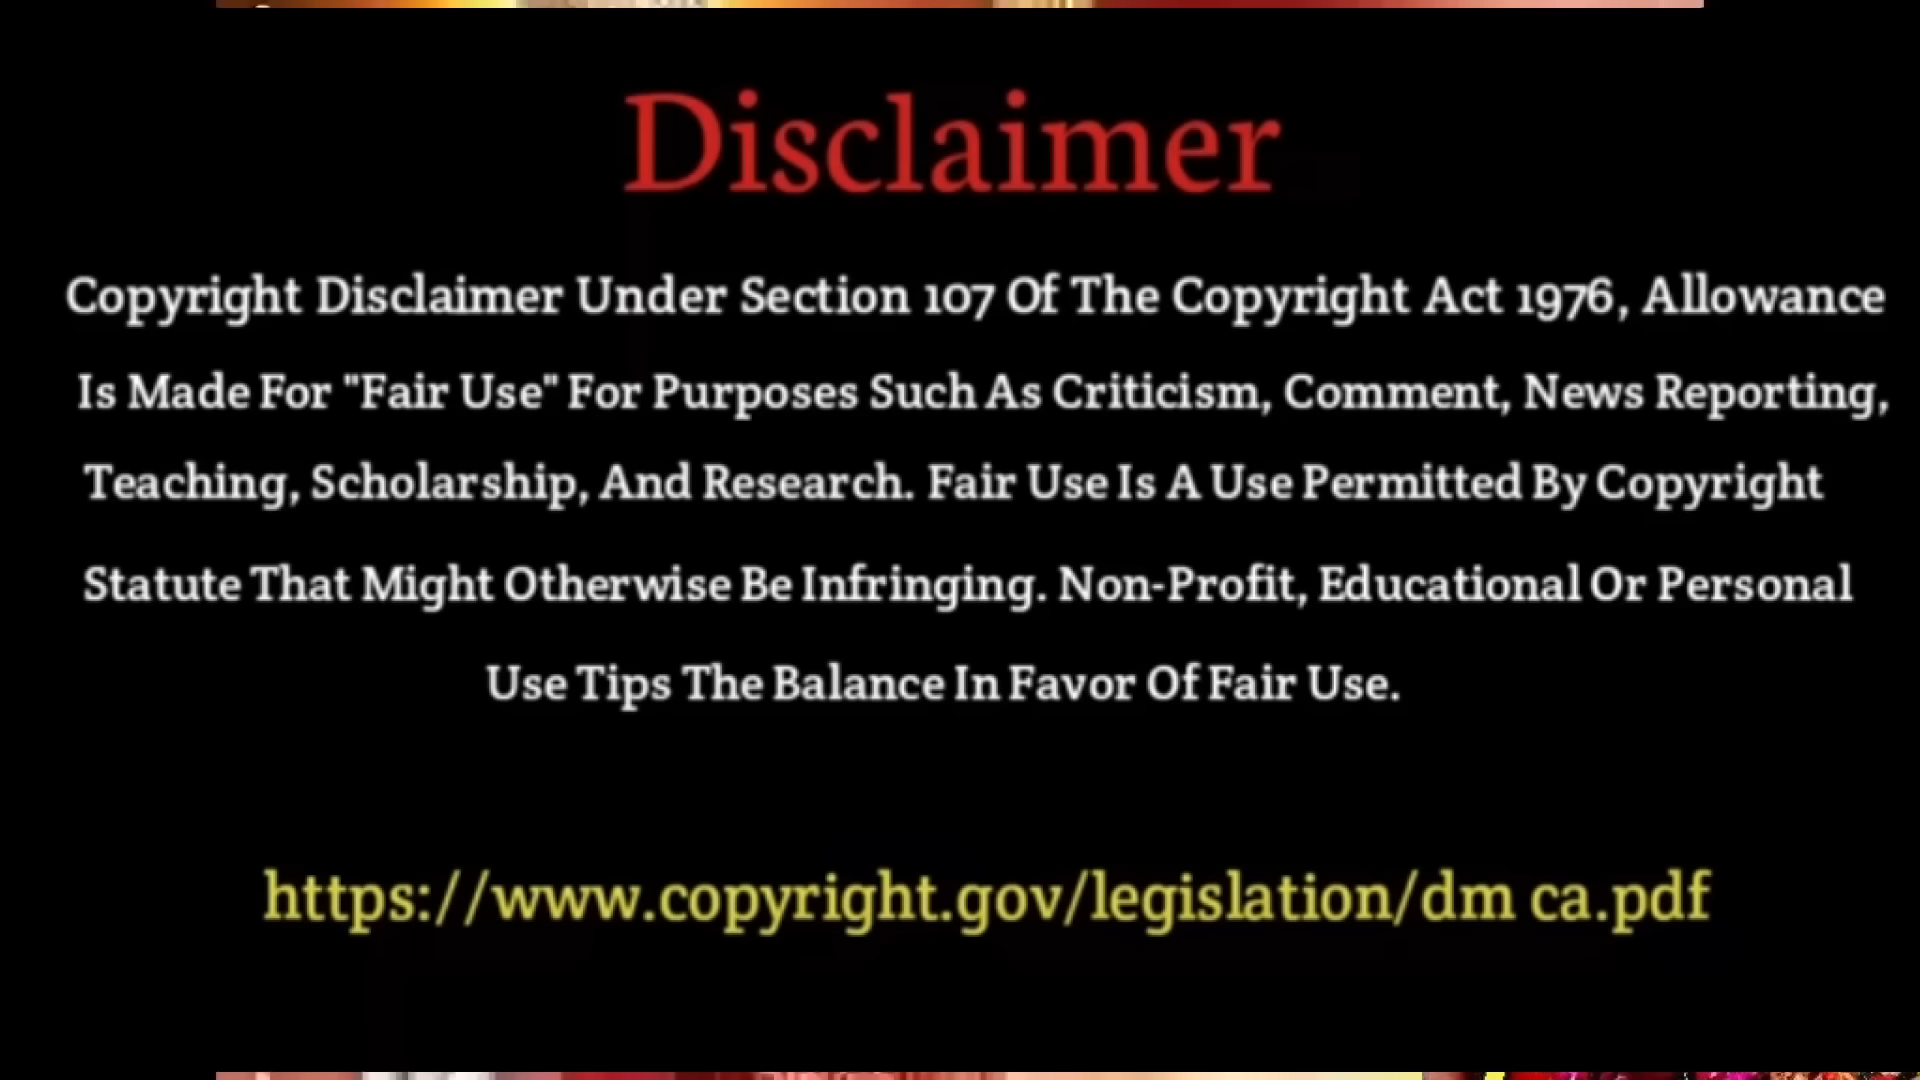 Disclaimer
Copyright Disclaimer Under Section 107 Of The Copyright Act 1976, Allowance
Is Made For "Fair Use" For Purposes Such As Criticism, Comment, News Reporting,
Teaching, Scholarship, And Research. Fair Use Is A Use Permitted By Copyright
Statute That Might Otherwise Be Infringing. Non-Profit, Educational Or Personal
Use Tips The Balance In Favor Of Fair Use.
https://www.copyright.gov/legislation/dm ca.pdf